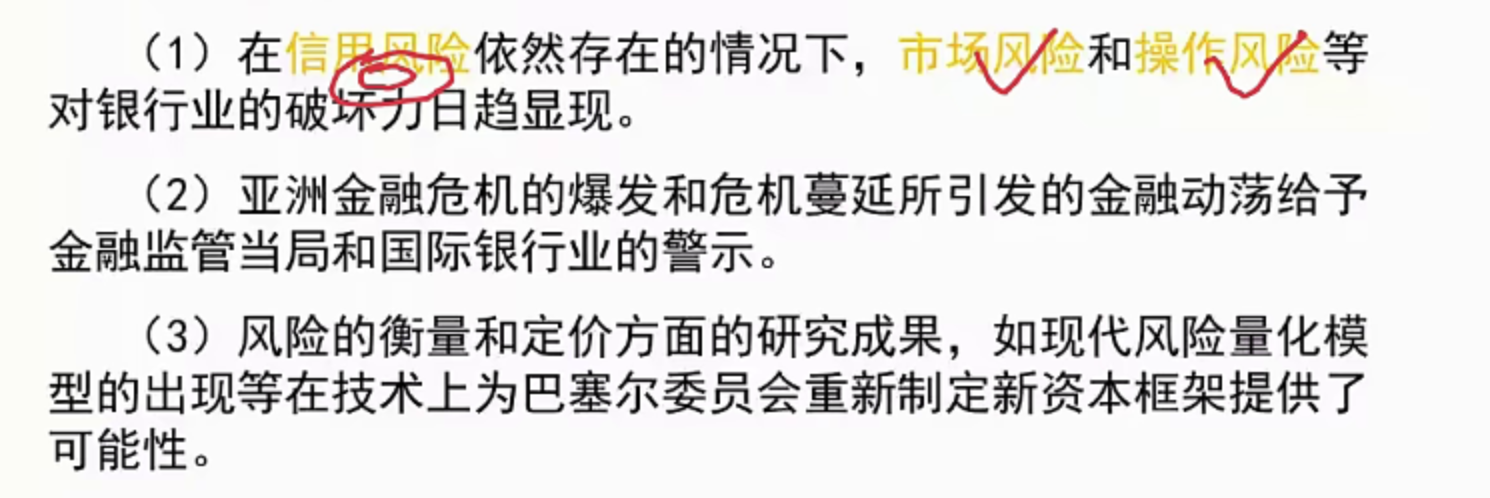 （1）在信用风险依然存在的情况下，市场风险和操作风险等
对银行业的破坏力日趋显现。
（2）亚洲金融危机的爆发和危机蔓延所引发的金融动荡给予
金融监管当局和国际银行业的警示。
（3）风险的衡量和定价方面的研究成果，如现代风险量化模
型的出现等在技术上为巴塞尔委员会重新制定新资本框架提供了
可能性。